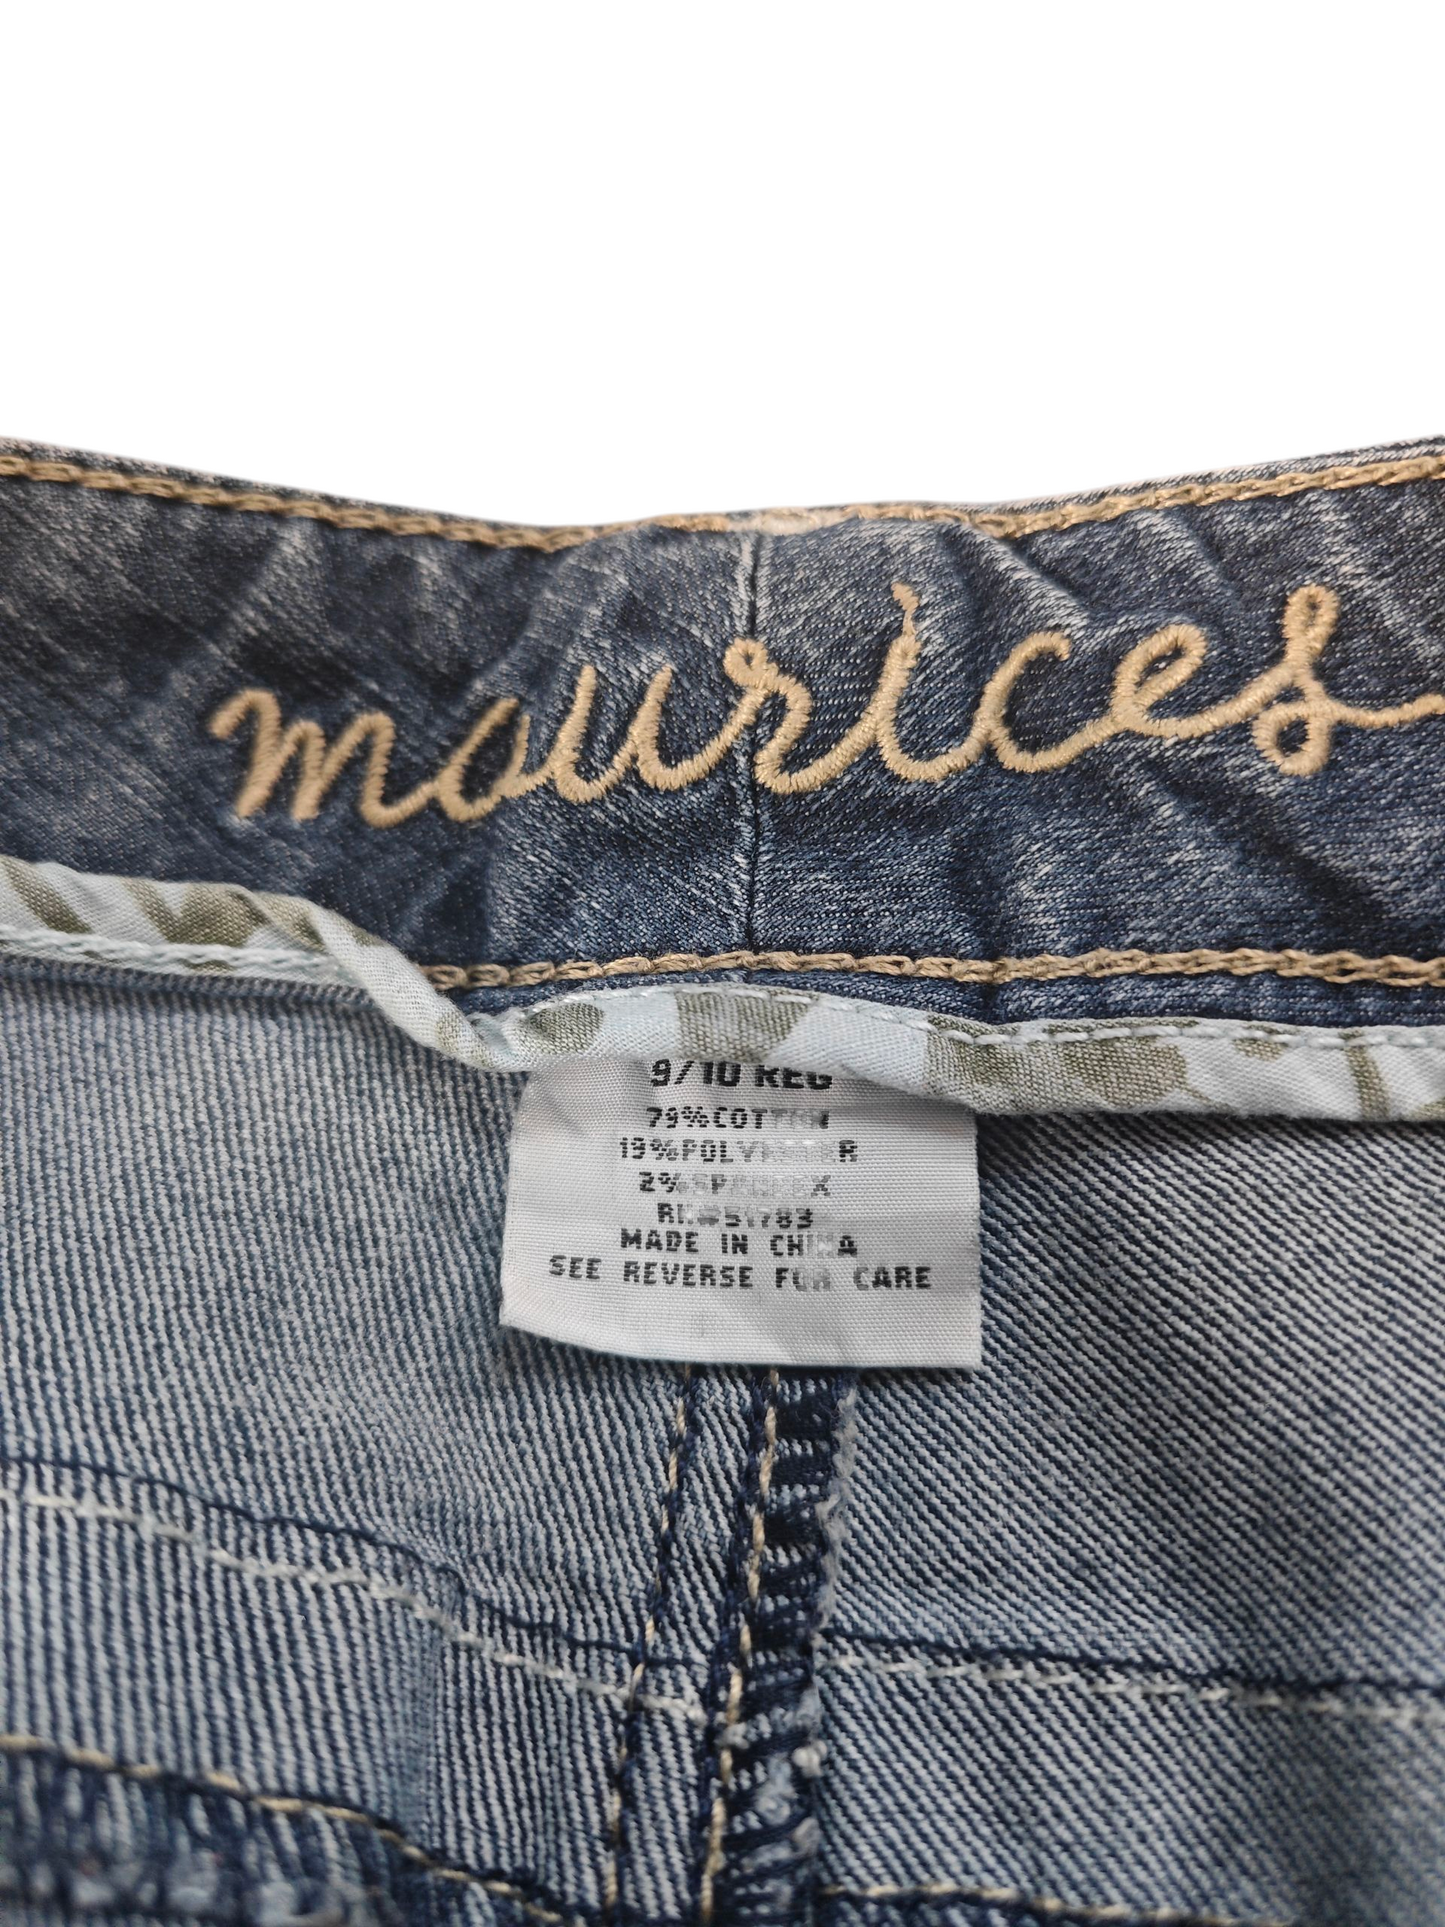 maurices
9/10 REG
79%COTTON
19%POLYESTER
2%SPANDEX
RN#51783
MADE IN CHINA
SEE REVERSE FOR CARE